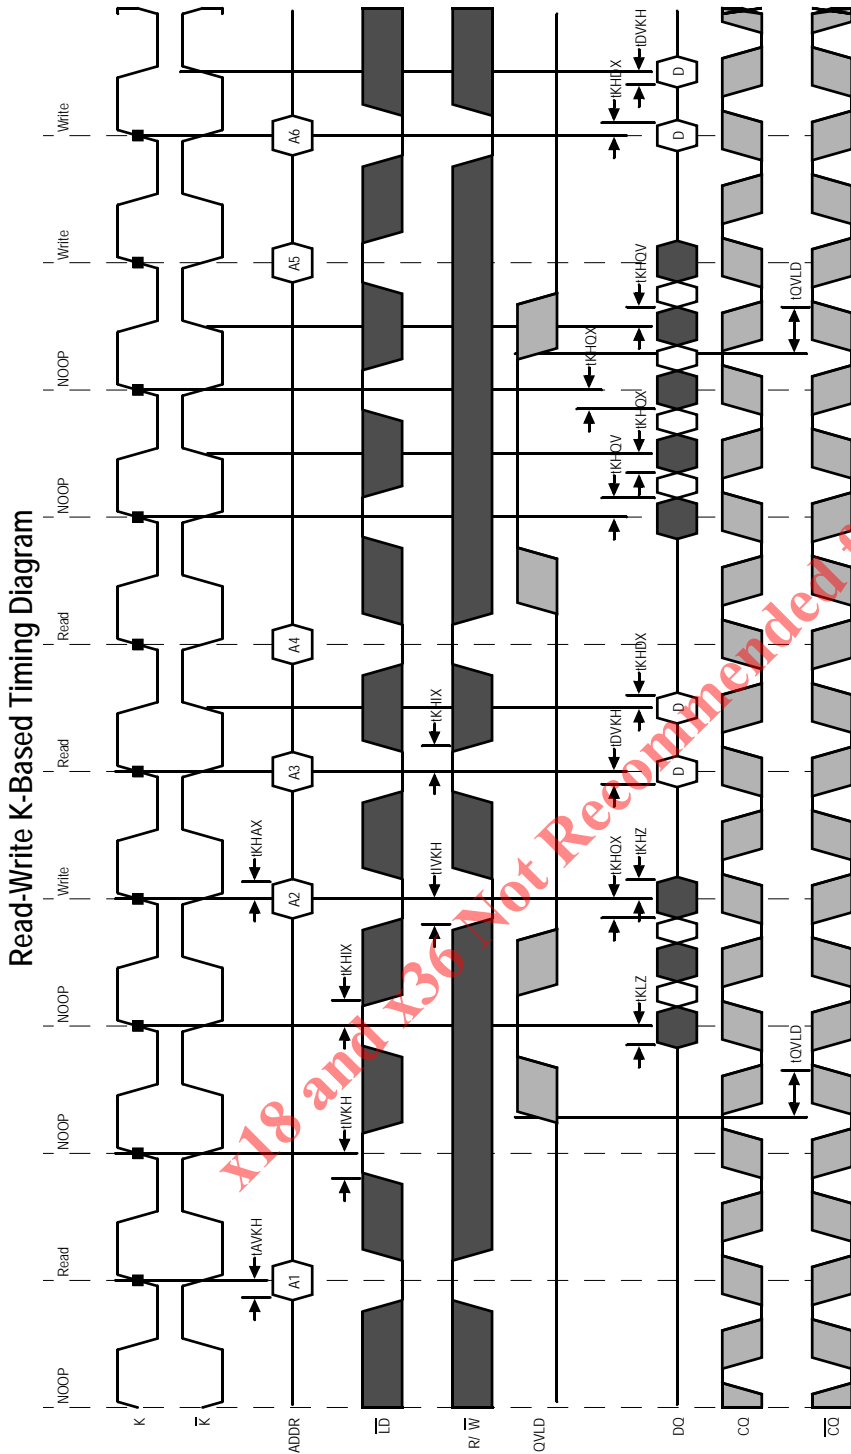 Read-Write K-Based Timing Diagram
NOOP Read NOOP NOOP Write Read Read NOOP NOOP Write Write
K
K
ADDR A1 A2 A3 A4 A5 A6
tAVKH tKHAX
LD
tIVKH tKHIX
R/ W
tIVKH tKHIX
QVLD
DQ D D D D
tKLZ tKHQX tKHZ tDVKH tKHDX tKHQV tKHQX tKHQX tKHQV tKHDX tDVKH
CQ
tQVLD tQVLD
CQ
x18 and x36 Not Recommended f